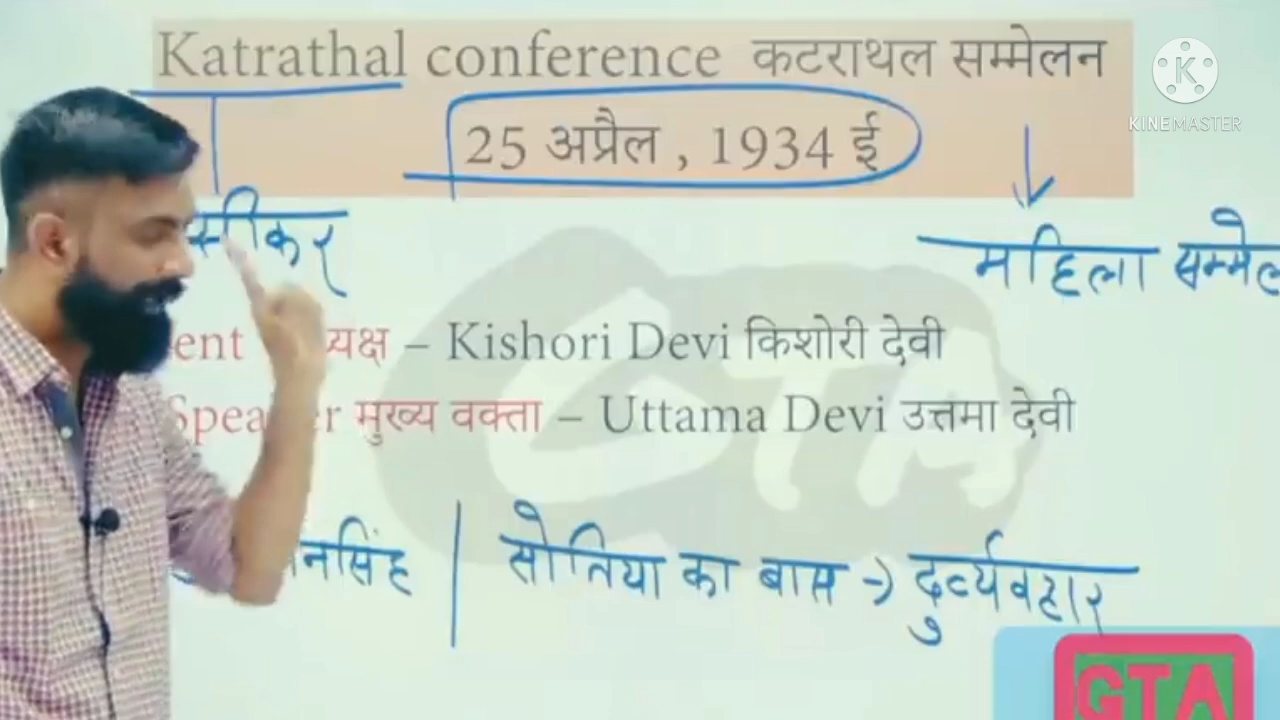 Katrathal conference कटराथल सम्मेलन
KINEMASTER
25 अप्रैल , 1934 ई
सीकर
महिला सम्मेल
ent यक्ष – Kishori Devi किशोरी देवी
Spea r मुख्य वक्ता – Uttama Devi उत्तमा देवी
नसिंह | सोतिया का बास → दुर्व्यवहार
GTA
GTA